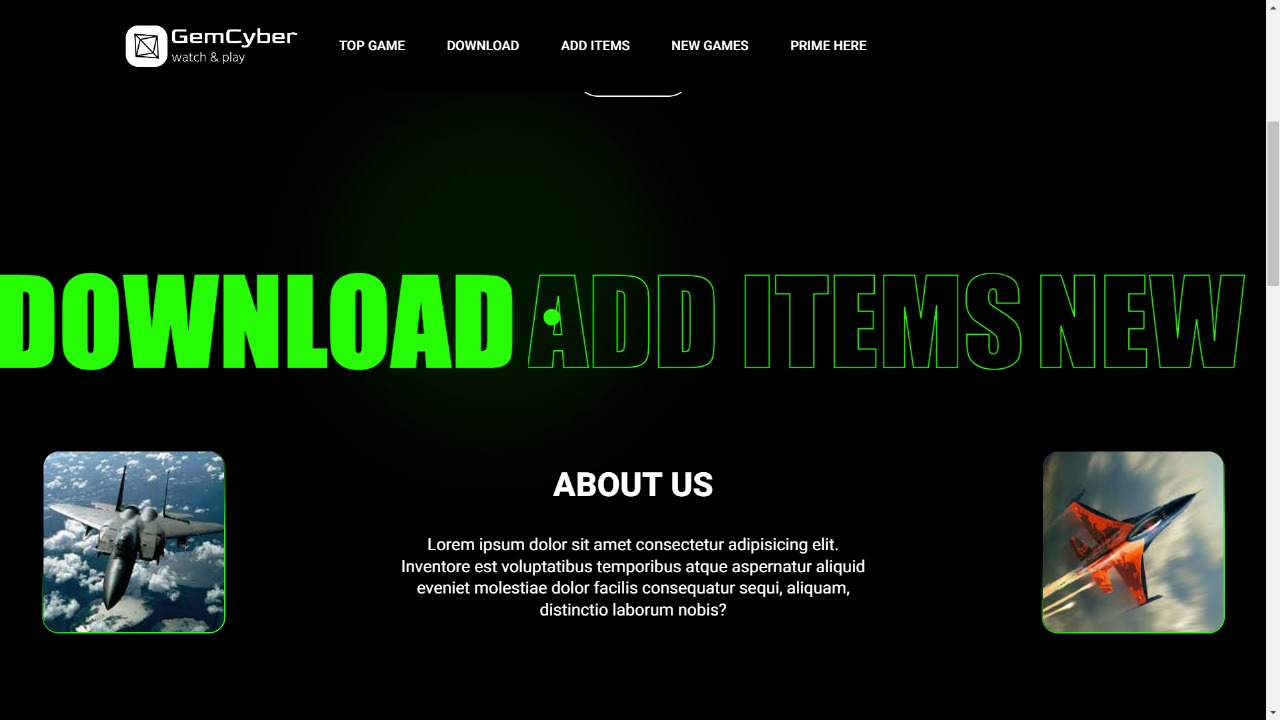 GemCyber
watch & play
TOP GAME
DOWNLOAD
ADD ITEMS
NEW GAMES
PRIME HERE
DOWNLOAD ADD ITEMS NEW
ABOUT US
Lorem ipsum dolor sit amet consectetur adipisicing elit.
Inventore est voluptatibus temporibus atque aspernatur aliquid
eveniet molestiae dolor facilis consequatur sequi, aliquam,
distinctio laborum nobis?